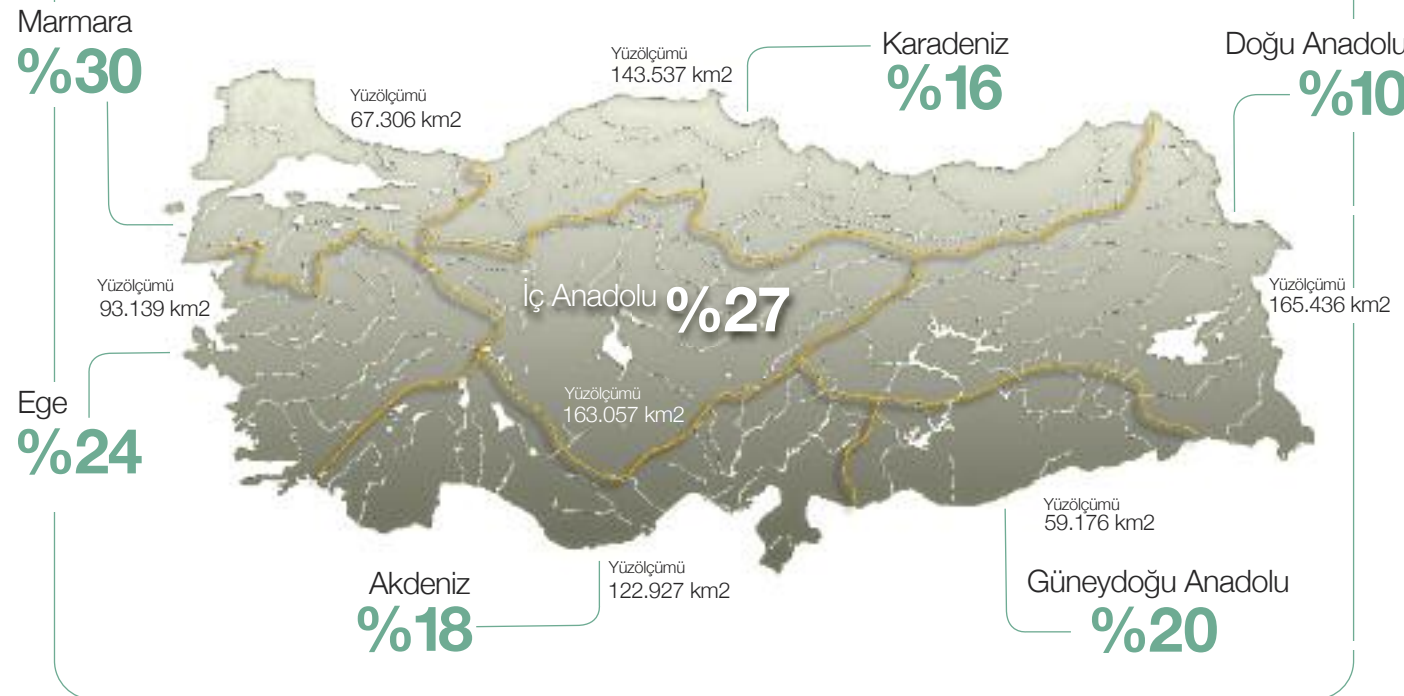 Marmara
%30
Yüzölçümü
67.306 km2
Yüzölçümü
143.537 km2
Karadeniz
%16
Doğu Anadolu
%10
Yüzölçümü
93.139 km2
İç Anadolu %27
Yüzölçümü
165.436 km2
Ege
%24
Yüzölçümü
163.057 km2
Yüzölçümü
59.176 km2
Akdeniz
%18
Yüzölçümü
122.927 km2
Güneydoğu Anadolu
%20